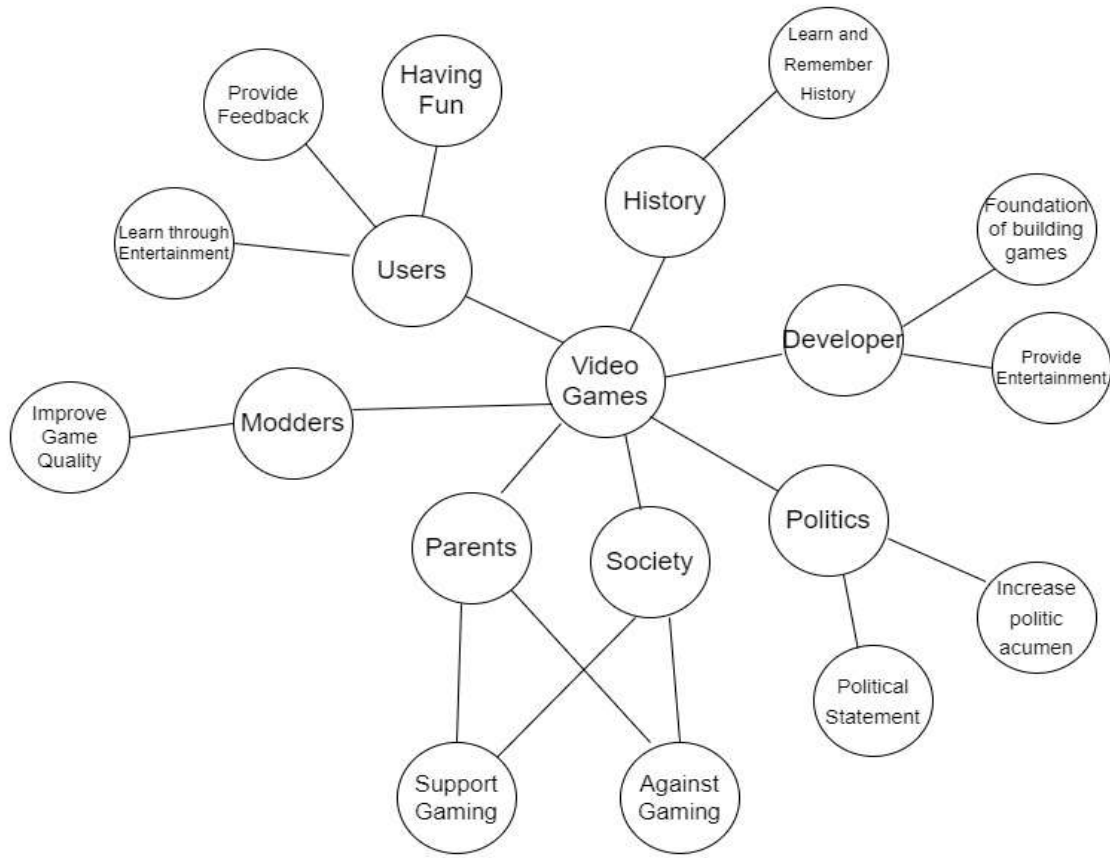 Learn and
Remember
History
Having
Fun
Provide
Feedback
History
Foundation
of building
games
Learn through
Entertainment
Users
Developer
Provide
Entertainment
Video
Games
Improve
Game
Quality
Modders
Politics
Parents
Society
Increase
politic
acumen
Political
Statement
Support
Gaming
Against
Gaming